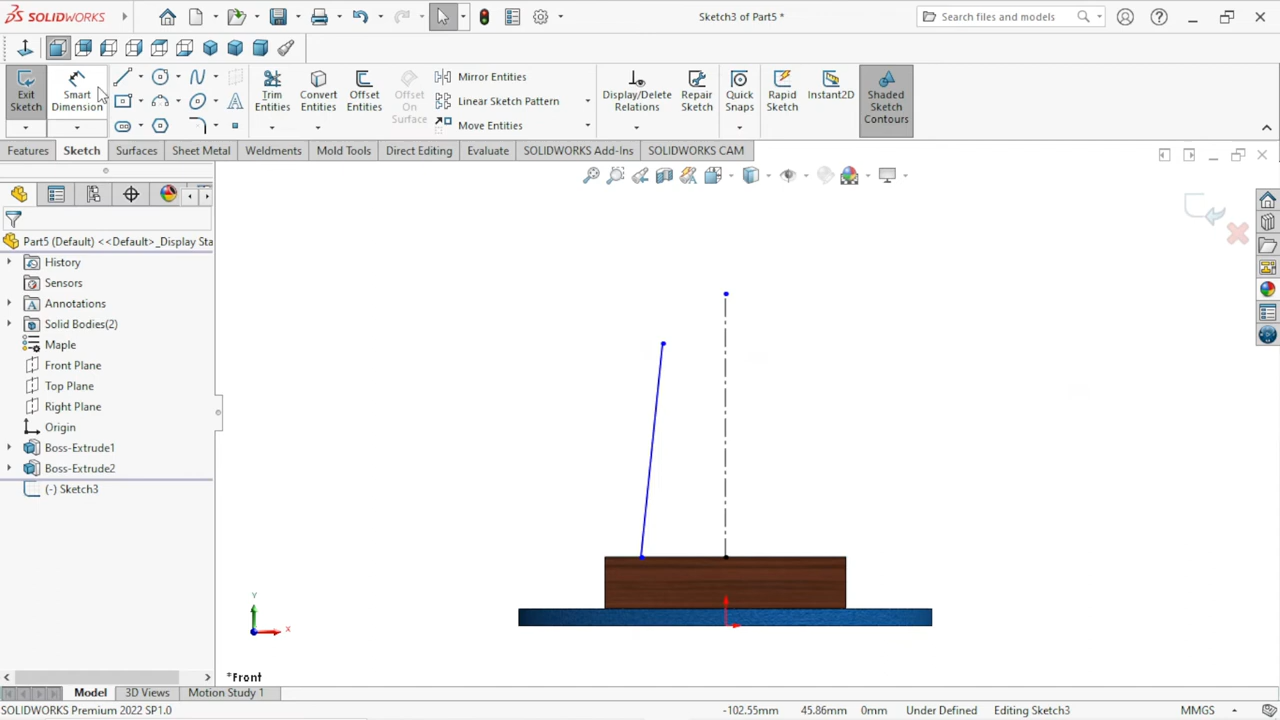 SOLIDWORKS
Sketch3 of Part5 *
Search files and models
Exit Sketch
Smart Dimension
Trim Entities
Convert Entities
Offset Entities
Offset On Surface
Mirror Entities
Linear Sketch Pattern
Move Entities
Display/Delete Relations
Repair Sketch
Quick Snaps
Rapid Sketch
Instant2D
Shaded Sketch Contours
Features Sketch Surfaces Sheet Metal Weldments Mold Tools Direct Editing Evaluate SOLIDWORKS Add-Ins SOLIDWORKS CAM
Part5 (Default) <<Default>_Display Sta
History
Sensors
Annotations
Solid Bodies(2)
Maple
Front Plane
Top Plane
Right Plane
Origin
Boss-Extrude1
Boss-Extrude2
(-) Sketch3
Y
X
*Front
Model 3D Views Motion Study 1
SOLIDWORKS Premium 2022 SP1.0 -102.55mm 45.86mm 0mm Under Defined Editing Sketch3 MMGS